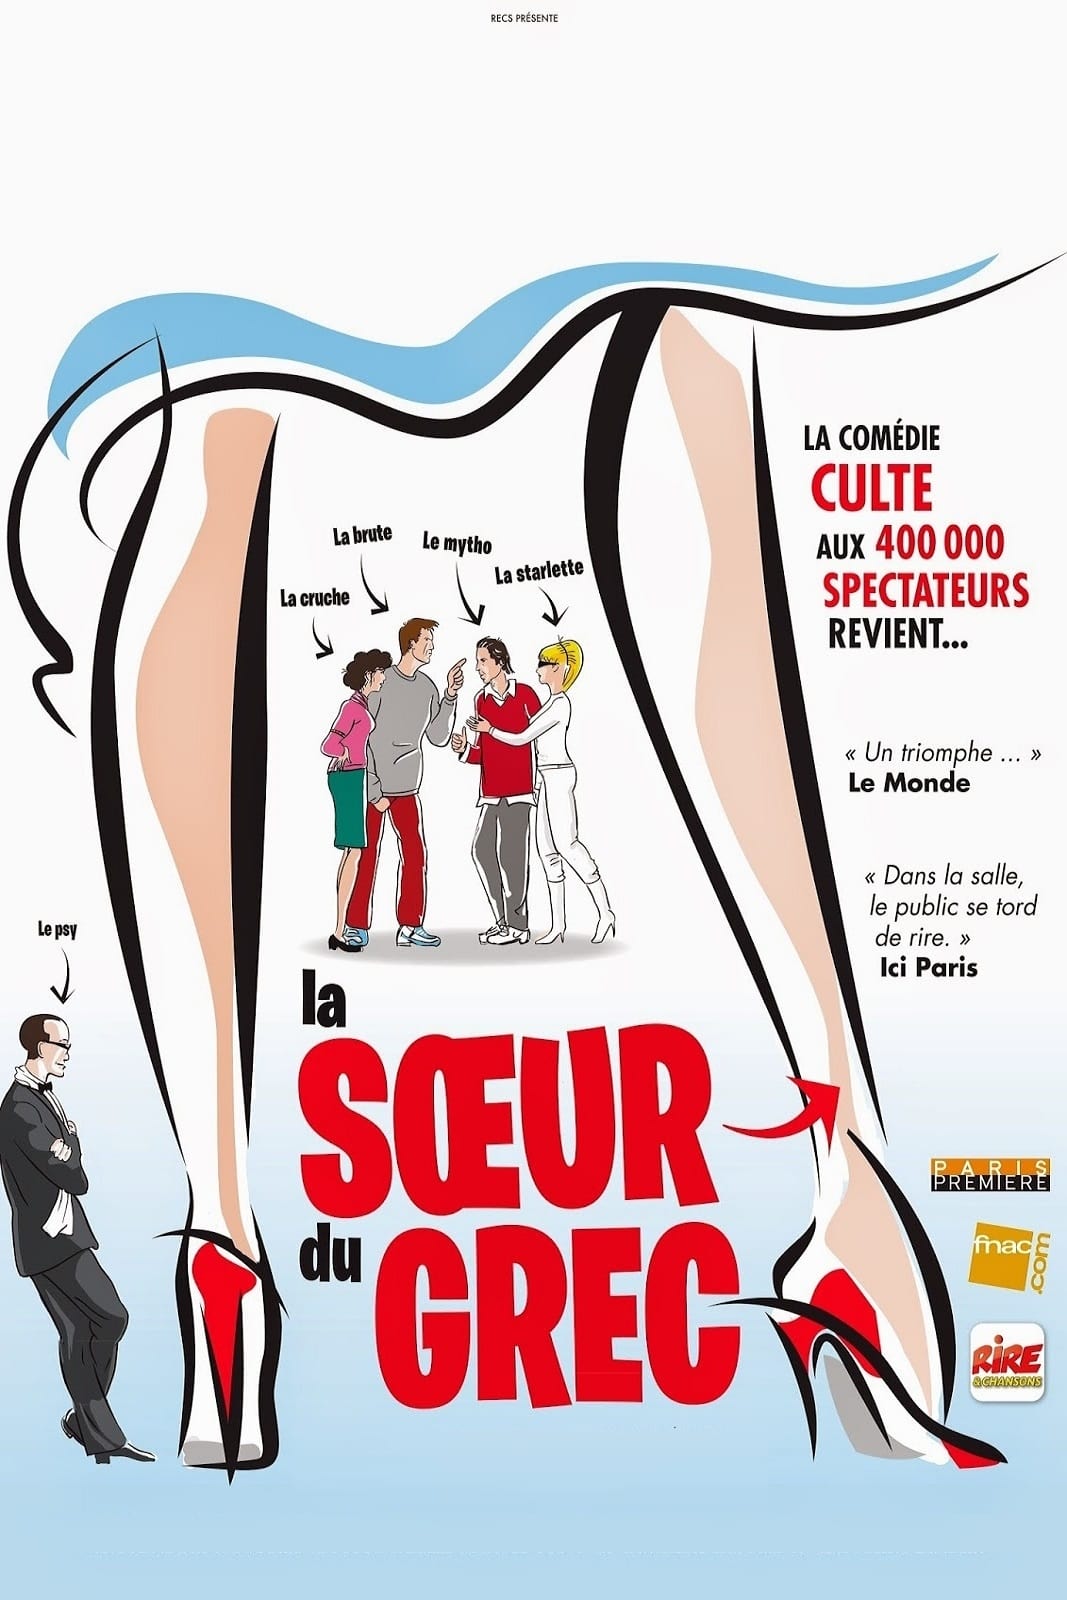 RECS PRÉSENTE
LA COMÉDIE
CULTE
AUX 400 000
SPECTATEURS
REVIENT...
La brute
Le mytho
La starlette
La cruche
« Un triomphe ... »
Le Monde
« Dans la salle,
le public se tord
de rire. »
Ici Paris
Le psy
la
SŒUR
du
GREC
PARIS
PREMIERE
fnac.com
RIRE
& CHANSONS